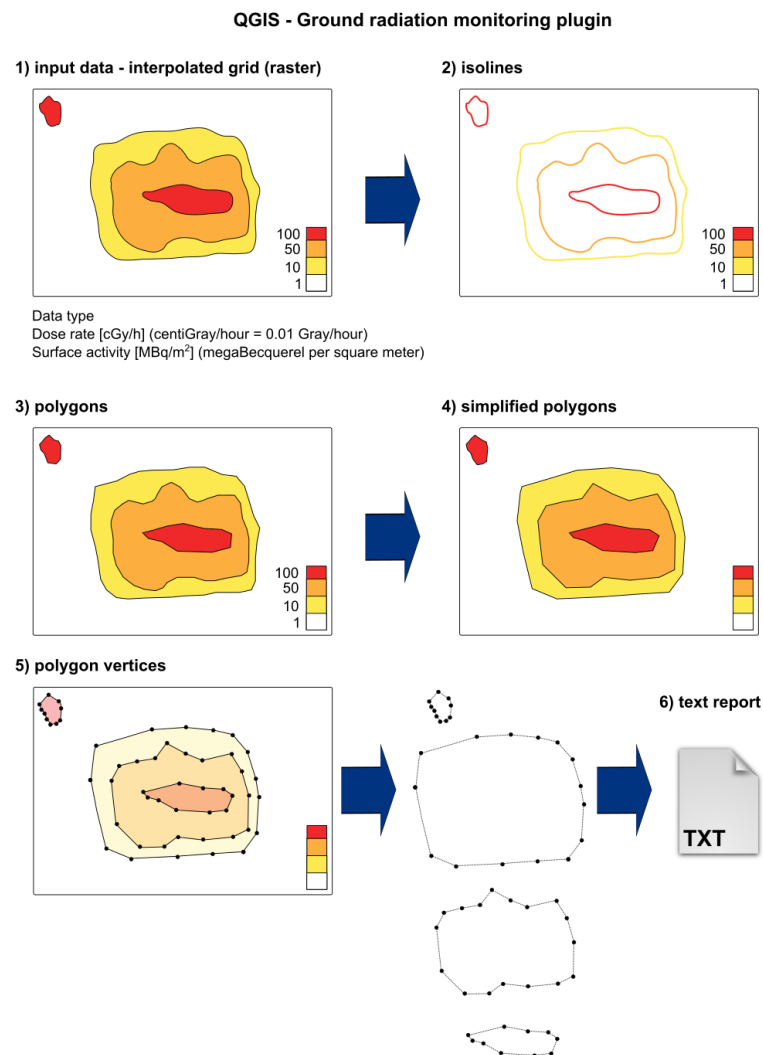 QGIS - Ground radiation monitoring plugin
1) input data - interpolated grid (raster)
100
50
10
1
2) isolines
100
50
10
1
Data type
Dose rate [cGy/h] (centiGray/hour = 0.01 Gray/hour)
Surface activity [MBq/m²] (megaBecquerel per square meter)
3) polygons
100
50
10
1
4) simplified polygons
5) polygon vertices
6) text report
TXT